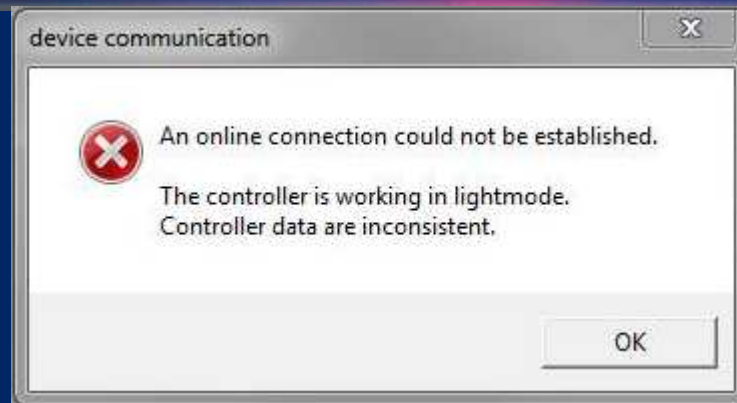 device communication
An online connection could not be established.
The controller is working in lightmode.
Controller data are inconsistent.
OK